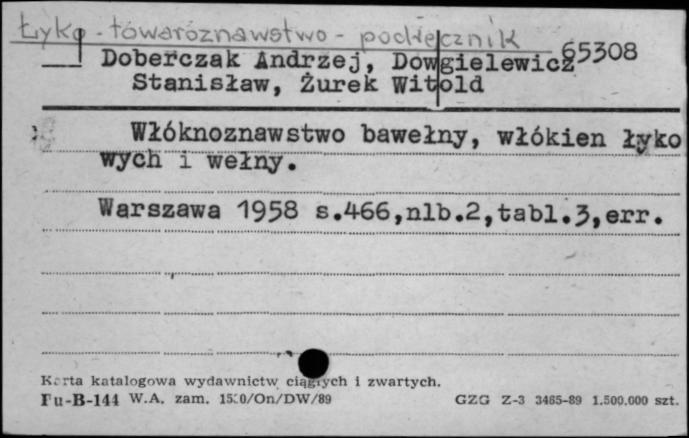 Łyko - towaroznawstwo - podręcznik
65308
Doberczak Andrzej, Dowgielewicz
Stanisław, Żurek Witold
Włóknoznawstwo bawełny, włókien łyko
wych i wełny.
Warszawa 1958 s.466,nlb.2,tabl.3,err.
Karta katalogowa wydawnictw ciągłych i zwartych.
Pu-B-144 W.A. zam. /On/DW/89
GZG Z-3 3465-89 1.500.000 szt.